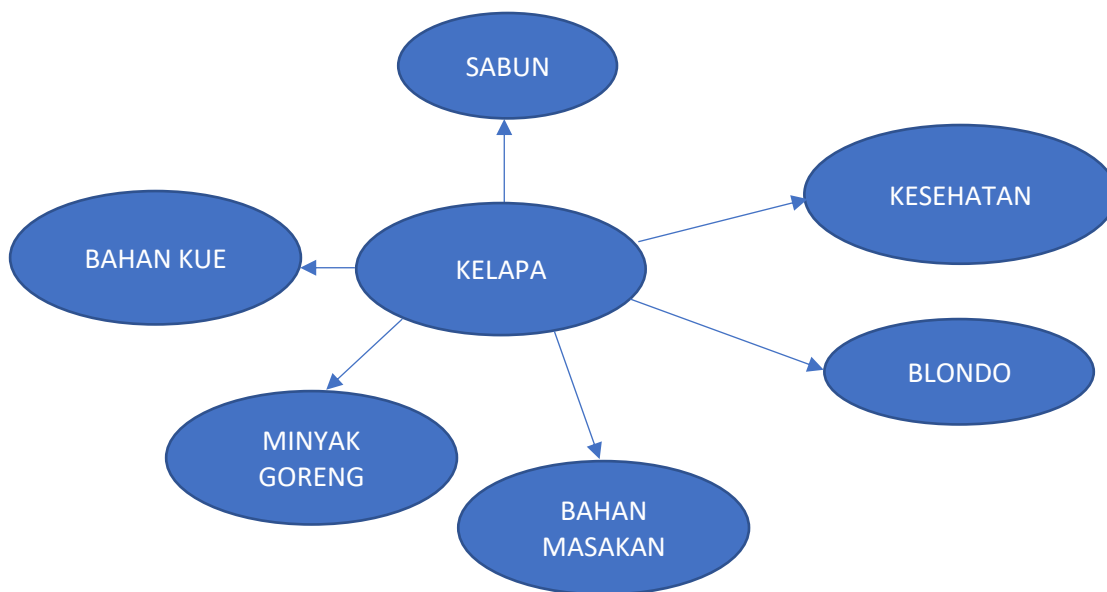 SABUN
KESEHATAN
BAHAN KUE
KELAPA
BLONDO
MINYAK
GORENG
BAHAN
MASAKAN